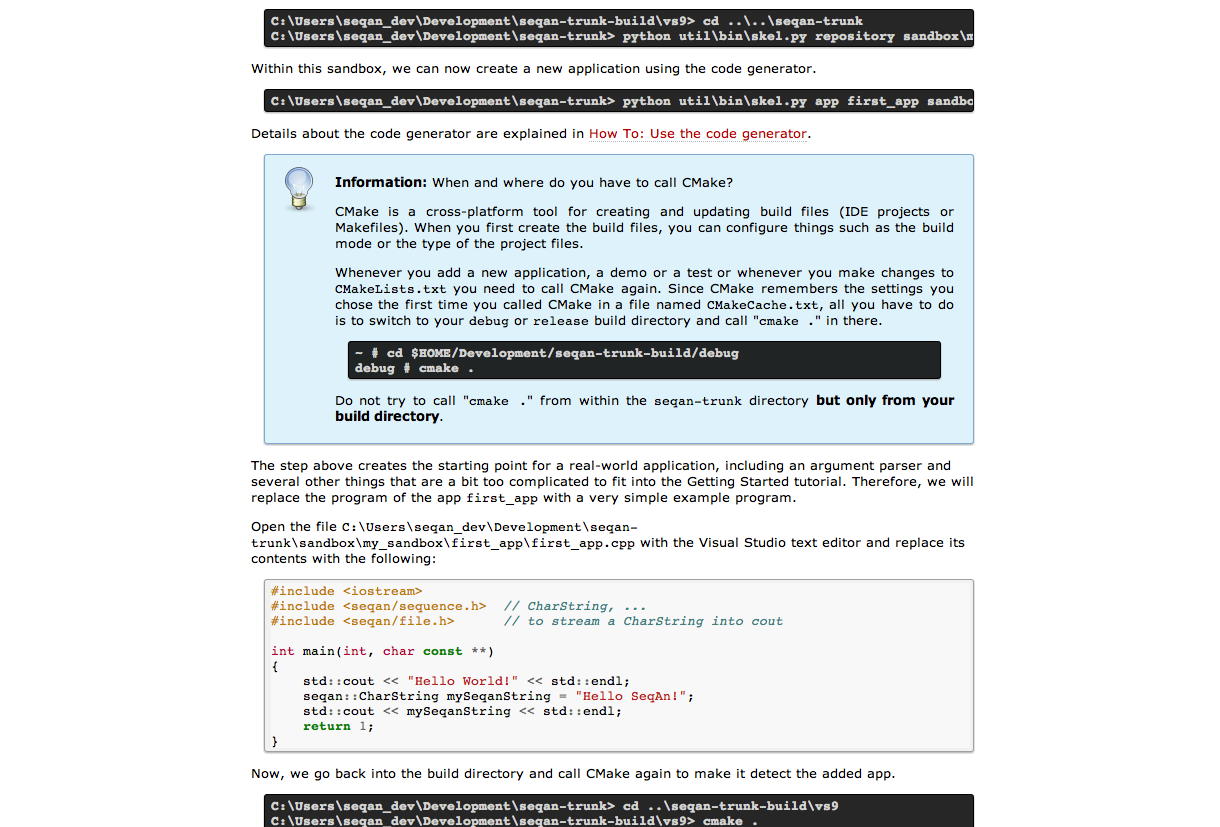 C:\Users\seqan_dev\Development\seqan-trunk-build\vs9> cd ..\..\seqan-trunk
C:\Users\seqan_dev\Development\seqan-trunk> python util\bin\skel.py repository sandbox\m
Within this sandbox, we can now create a new application using the code generator.
C:\Users\seqan_dev\Development\seqan-trunk> python util\bin\skel.py app first_app sandbo
Details about the code generator are explained in How To: Use the code generator.
Information: When and where do you have to call CMake?
CMake is a cross-platform tool for creating and updating build files (IDE projects or
Makefiles). When you first create the build files, you can configure things such as the build
mode or the type of the project files.
Whenever you add a new application, a demo or a test or whenever you make changes to
CMakeLists.txt you need to call CMake again. Since CMake remembers the settings you
chose the first time you called CMake in a file named CMakeCache.txt, all you have to do
is to switch to your debug or release build directory and call "cmake ." in there.
~ # cd $HOME/Development/seqan-trunk-build/debug
debug # cmake .
Do not try to call "cmake ." from within the seqan-trunk directory but only from your
build directory.
The step above creates the starting point for a real-world application, including an argument parser and
several other things that are a bit too complicated to fit into the Getting Started tutorial. Therefore, we will
replace the program of the app first_app with a very simple example program.
Open the file C:\Users\seqan_dev\Development\seqan-
trunk\sandbox\my_sandbox\first_app\first_app.cpp with the Visual Studio text editor and replace its
contents with the following:
#include <iostream>
#include <seqan/sequence.h>  // CharString, ...
#include <seqan/file.h>      // to stream a CharString into cout
int main(int, char const **)
{
    std::cout << "Hello World!" << std::endl;
    seqan::CharString mySeqanString = "Hello SeqAn!";
    std::cout << mySeqanString << std::endl;
    return 1;
}
Now, we go back into the build directory and call CMake again to make it detect the added app.
C:\Users\seqan_dev\Development\seqan-trunk> cd ..\seqan-trunk-build\vs9
C:\Users\seqan_dev\Development\seqan-trunk-build\vs9> cmake .